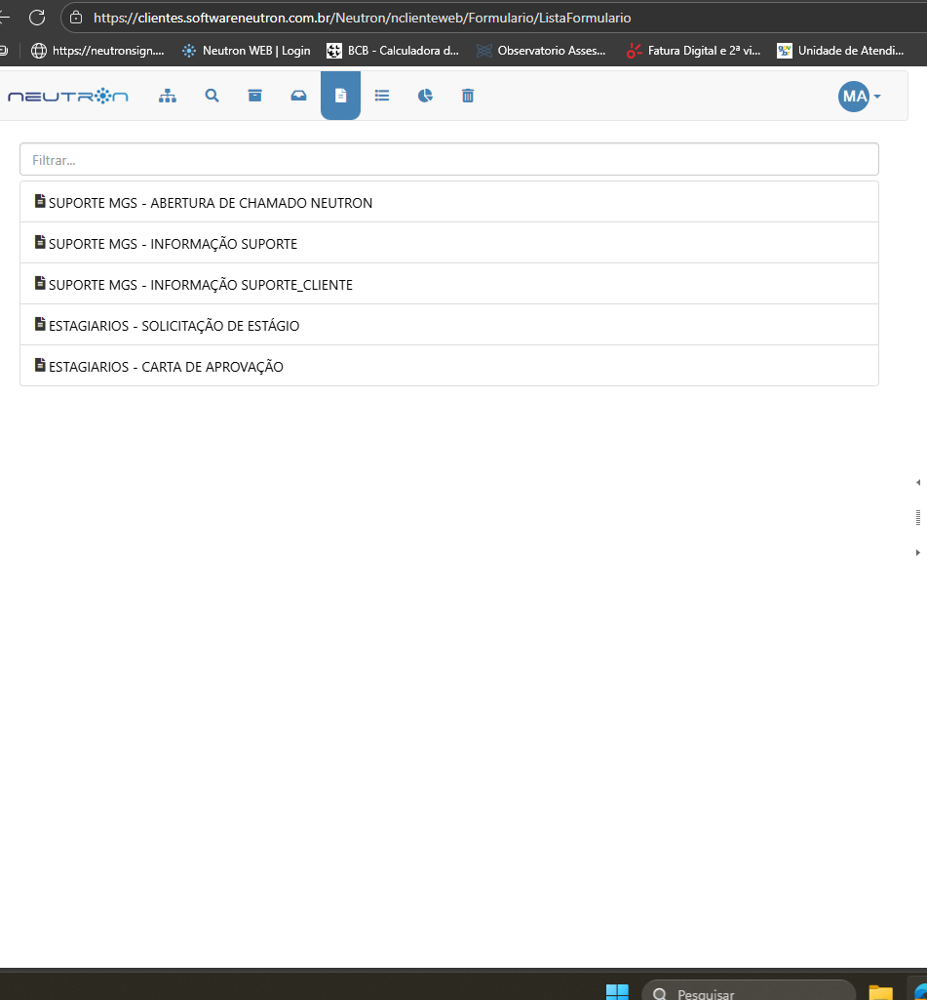 https://clientes.softwareneutron.com.br/Neutron/nclienteweb/Formulario/ListaFormulario
https://neutronsign.... Neutron WEB | Login BCB - Calculadora d... Observatorio Asses... Fatura Digital e 2ª vi... Unidade de Atendi...
NEUTRON MA
Filtrar...
SUPORTE MGS - ABERTURA DE CHAMADO NEUTRON
SUPORTE MGS - INFORMAÇÃO SUPORTE
SUPORTE MGS - INFORMAÇÃO SUPORTE_CLIENTE
ESTAGIARIOS - SOLICITAÇÃO DE ESTÁGIO
ESTAGIARIOS - CARTA DE APROVAÇÃO
Pesquisar